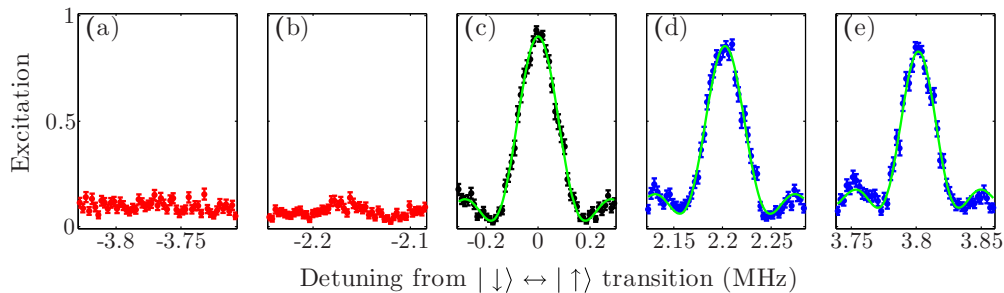 (a) (b) (c) (d) (e)
1
0.5
0
Excitation
-3.8 -3.75 -2.2 -2.1 -0.2 0 0.2 2.15 2.2 2.25 3.75 3.8 3.85
Detuning from | ↓⟩ ↔ | ↑⟩ transition (MHz)